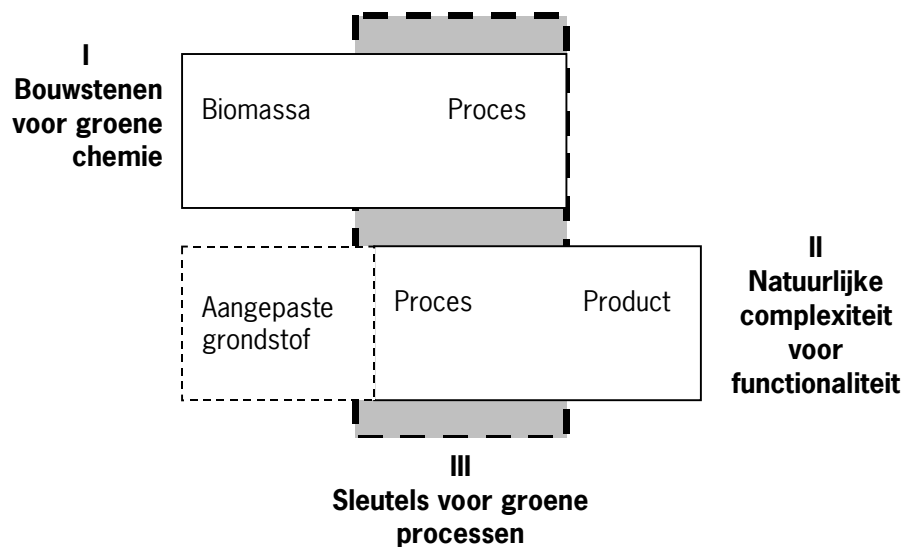 I
Bouwstenen
voor groene
chemie
Biomassa
Proces
Aangepaste
grondstof
Proces
Product
II
Natuurlijke
complexiteit
voor
functionaliteit
III
Sleutels voor groene
processen